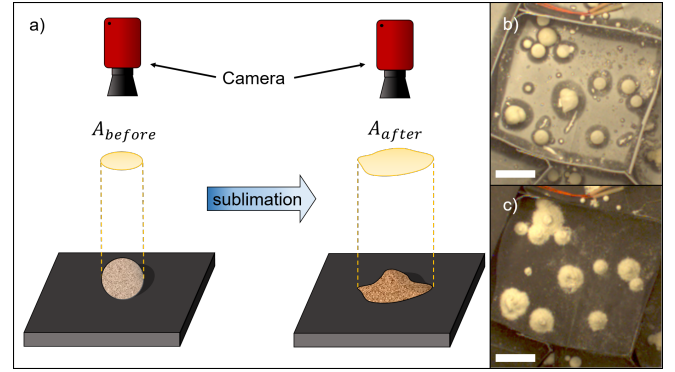 a)
Camera
A_before
A_after
sublimation
b)
c)